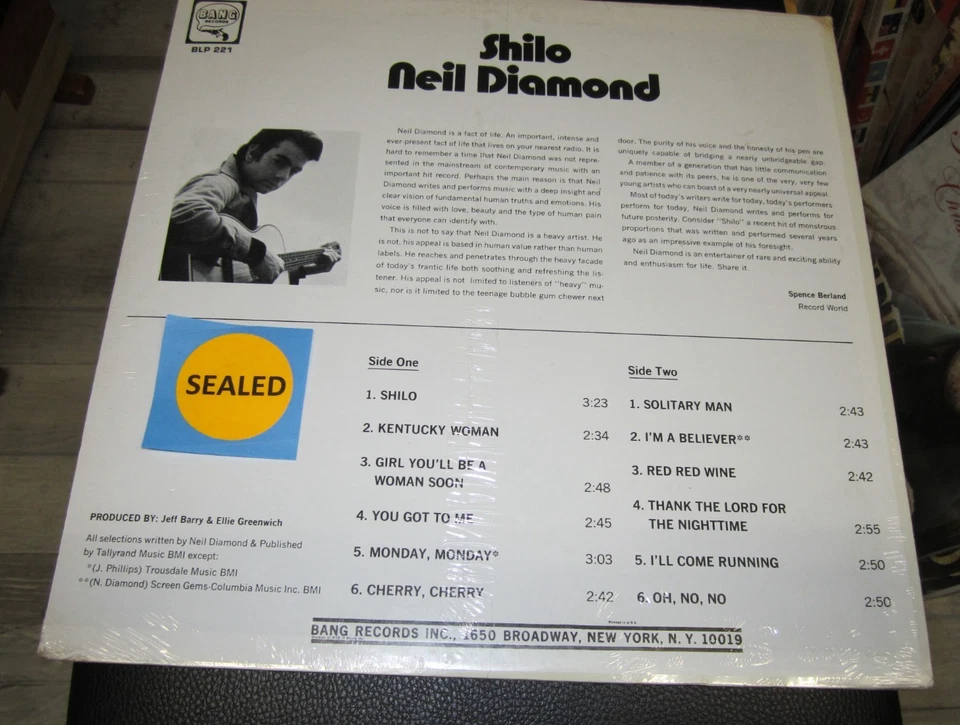 BANG
RECORDS
BLP 221
Shilo
Neil Diamond
Neil Diamond is a fact of life. An important, intense and
ever-present fact of life that lives on your nearest radio. It is
hard to remember a time that Neil Diamond was not repre-
sented in the mainstream of contemporary music with an
important hit record. Perhaps the main reason is that Neil
Diamond writes and performs music with a deep insight and
clear vision of fundamental human truths and emotions. His
voice is filled with love, beauty and the type of human pain
that everyone can identify with.
This is not to say that Neil Diamond is a heavy artist. He
is not, his appeal is based in human value rather than human
labels. He reaches and penetrates through the heavy facade
of today's frantic life both soothing and refreshing the lis-
tener. His appeal is not limited to listeners of "heavy" mu-
sic, nor is it limited to the teenage bubble gum chewer next
door. The purity of his voice and the honesty of his pen are
uniquely capable of bridging a nearly unbridgeable gap.
A member of a generation that has little communication
and patience with its peers, he is one of the very, very few
young artists who can boast of a very nearly universal appeal.
Most of today's writers write for today, today's performers
perform for today, Neil Diamond writes and performs for
future posterity. Consider "Shilo" a recent hit of monstrous
proportions that was written and performed several years
ago as an impressive example of his foresight.
Neil Diamond is an entertainer of rare and exciting ability
and enthusiasm for life. Share it.
Spence Berland
Record World
SEALED
Side One
1. SHILO 3:23
2. KENTUCKY WOMAN 2:34
3. GIRL YOU'LL BE A
WOMAN SOON 2:48
4. YOU GOT TO ME 2:45
5. MONDAY, MONDAY* 3:03
6. CHERRY, CHERRY 2:42
Side Two
1. SOLITARY MAN 2:43
2. I'M A BELIEVER** 2:43
3. RED RED WINE 2:42
4. THANK THE LORD FOR
THE NIGHTTIME 2:55
5. I'LL COME RUNNING 2:50
6. OH, NO, NO 2:50
PRODUCED BY: Jeff Barry & Ellie Greenwich
All selections written by Neil Diamond & Published
by Tallyrand Music BMI except:
*(J. Phillips) Trousdale Music BMI
**(N. Diamond) Screen Gems-Columbia Music Inc. BMI
Printed in U.S.A.
BANG RECORDS INC., 1650 BROADWAY, NEW YORK, N. Y. 10019